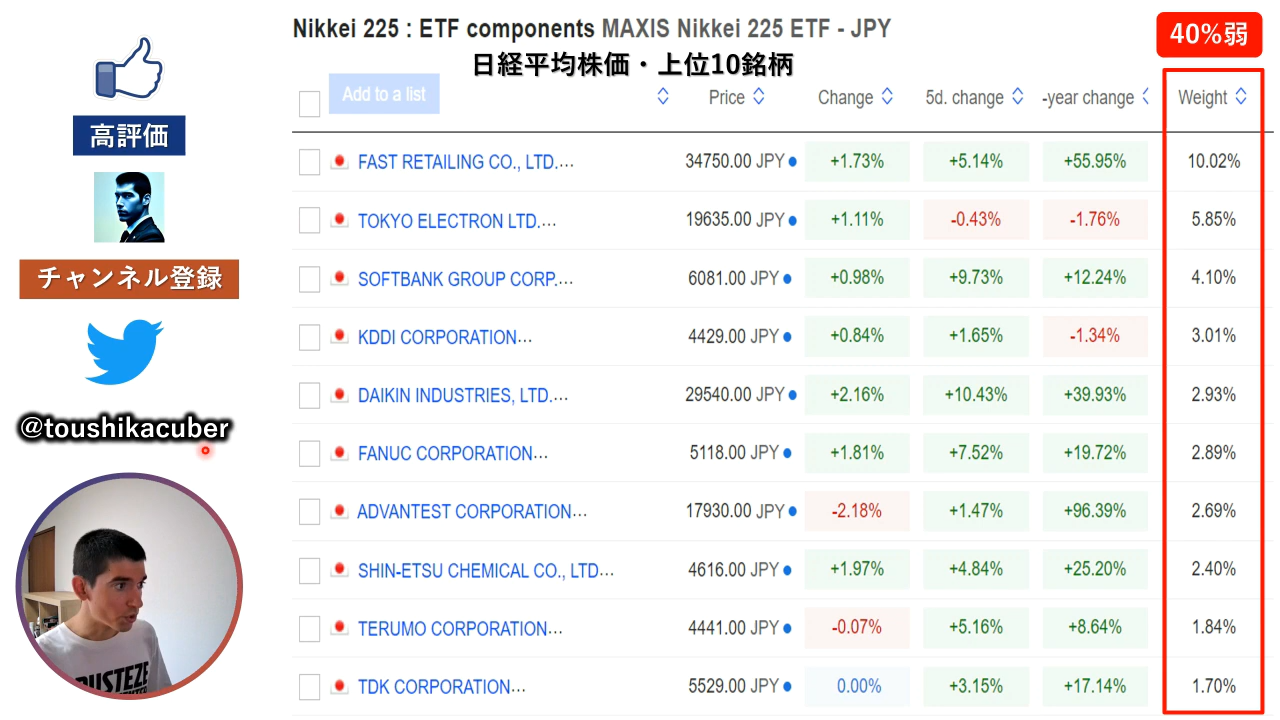 Nikkei 225 : ETF components MAXIS Nikkei 225 ETF - JPY
40%弱
日経平均株価・上位10銘柄
Add to a list Price Change 5d. change -year change Weight
高評価
チャンネル登録
@toushikacuber
FAST RETAILING CO., LTD.... 34750.00 JPY +1.73% +5.14% +55.95% 10.02%
TOKYO ELECTRON LTD.... 19635.00 JPY +1.11% -0.43% -1.76% 5.85%
SOFTBANK GROUP CORP.... 6081.00 JPY +0.98% +9.73% +12.24% 4.10%
KDDI CORPORATION... 4429.00 JPY +0.84% +1.65% -1.34% 3.01%
DAIKIN INDUSTRIES, LTD.... 29540.00 JPY +2.16% +10.43% +39.93% 2.93%
FANUC CORPORATION... 5118.00 JPY +1.81% +7.52% +19.72% 2.89%
ADVANTEST CORPORATION... 17930.00 JPY -2.18% +1.47% +96.39% 2.69%
SHIN-ETSU CHEMICAL CO., LTD... 4616.00 JPY +1.97% +4.84% +25.20% 2.40%
TERUMO CORPORATION... 4441.00 JPY -0.07% +5.16% +8.64% 1.84%
TDK CORPORATION... 5529.00 JPY 0.00% +3.15% +17.14% 1.70%